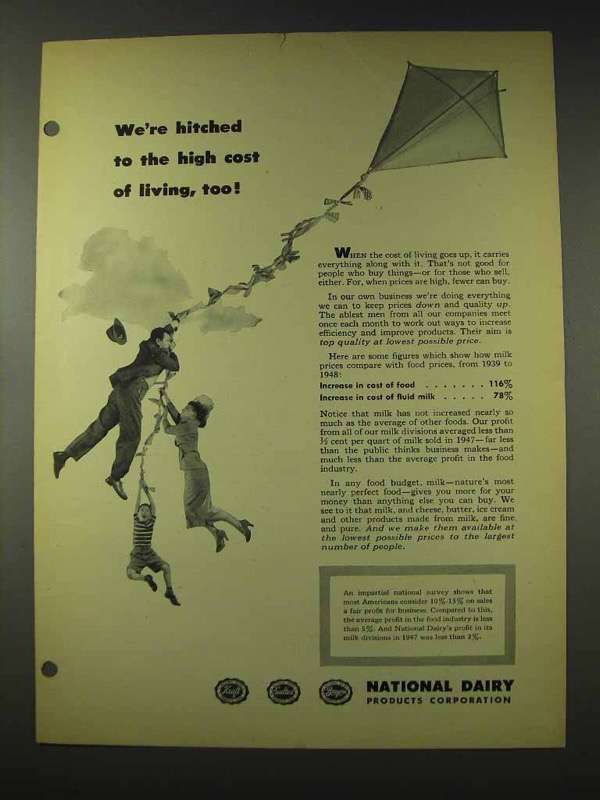 We're hitched
to the high cost
of living, too!
WHEN the cost of living goes up, it carries
everything along with it. That's not good for
people who buy things—or for those who sell,
either. For, when prices are high, fewer can buy.
In our own business we're doing everything
we can to keep prices down and quality up.
The ablest men from all our companies meet
once each month to work out ways to increase
efficiency and improve products. Their aim is
top quality at lowest possible price.
Here are some figures which show how milk
prices compare with food prices, from 1939 to
1948:
Increase in cost of food . . . . . . . 116%
Increase in cost of fluid milk . . . . . 78%
Notice that milk has not increased nearly so
much as the average of other foods. Our profit
from all of our milk divisions averaged less than
½ cent per quart of milk sold in 1947—far less
than the public thinks business makes—and
much less than the average profit in the food
industry.
In any food budget, milk—nature's most
nearly perfect food—gives you more for your
money than anything else you can buy. We
see to it that milk, and cheese, butter, ice cream
and other products made from milk, are fine
and pure. And we make them available at
the lowest possible prices to the largest
number of people.
An impartial national survey shows that
most Americans consider 10%-15% on sales
a fair profit for business. Compared to this,
the average profit in the food industry is less
than 5%. And National Dairy's profit in its
milk divisions in 1947 was less than 2%.
Kraft Sealtest Breyers NATIONAL DAIRY
PRODUCTS CORPORATION